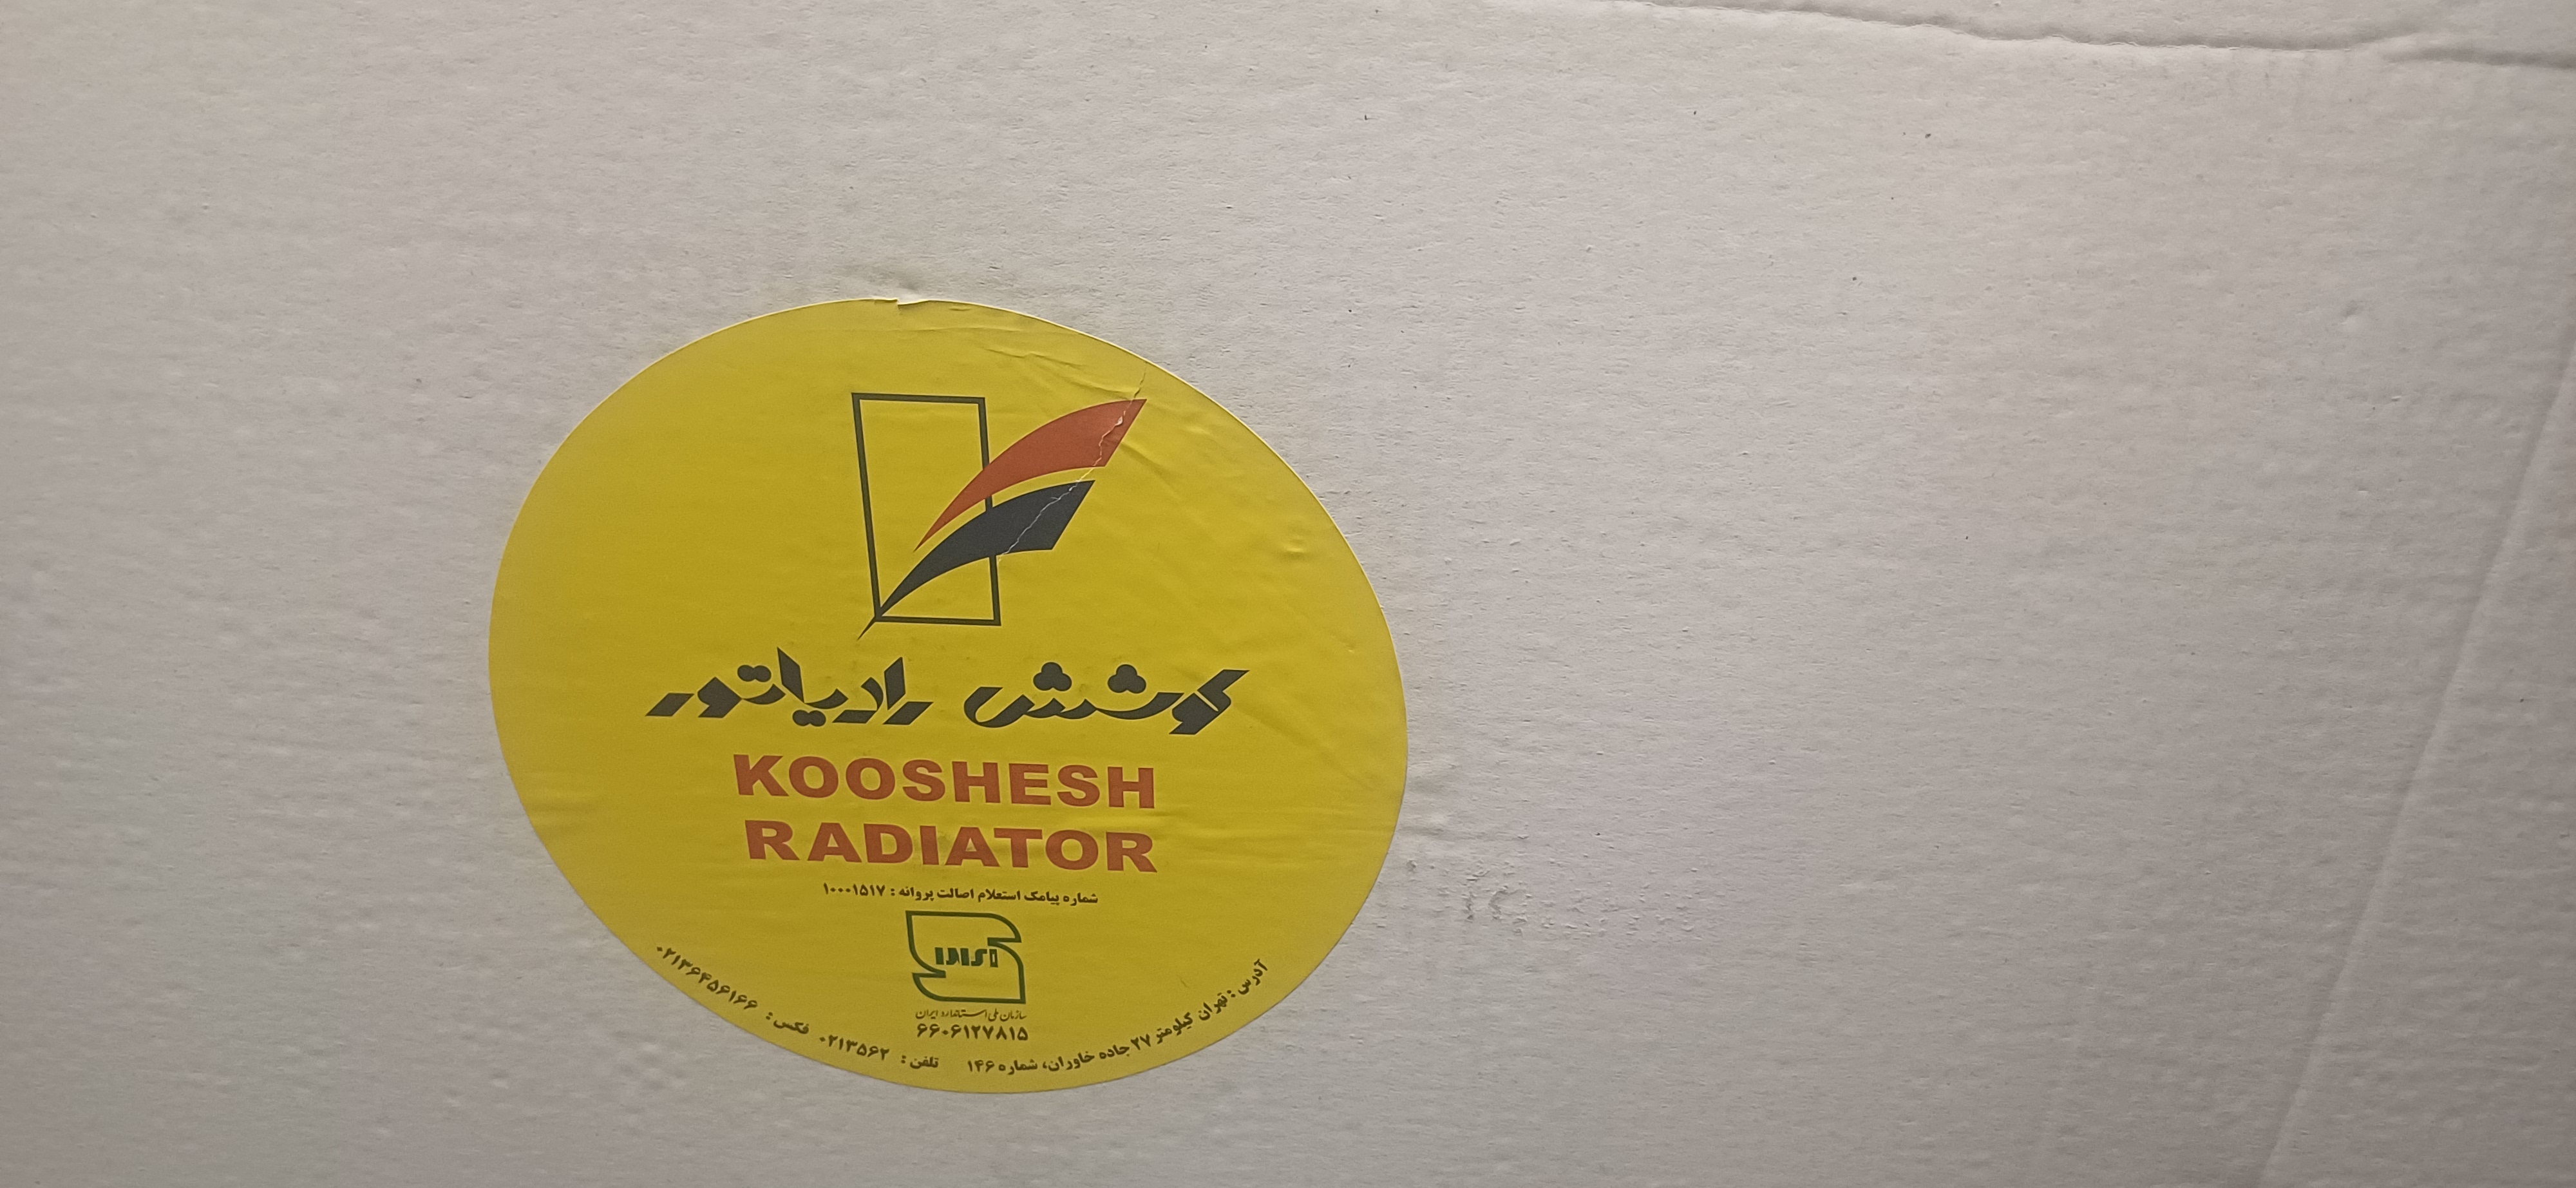 کوشش رادیاتور
KOOSHESH
RADIATOR
شماره پیامک استعلام اصالت پروانه : ۱۰۰۰۱۵۱۷
سازمان ملی استاندارد ایران
۶۶۰۶۱۲۷۸۱۵
آدرس : تهران کیلومتر ۲۷ جاده خاوران، شماره ۱۴۶ تلفن : ۰۲۱۳۵۶۲ فکس : ۰۲۱۳۶۴۵۶۱۶۶